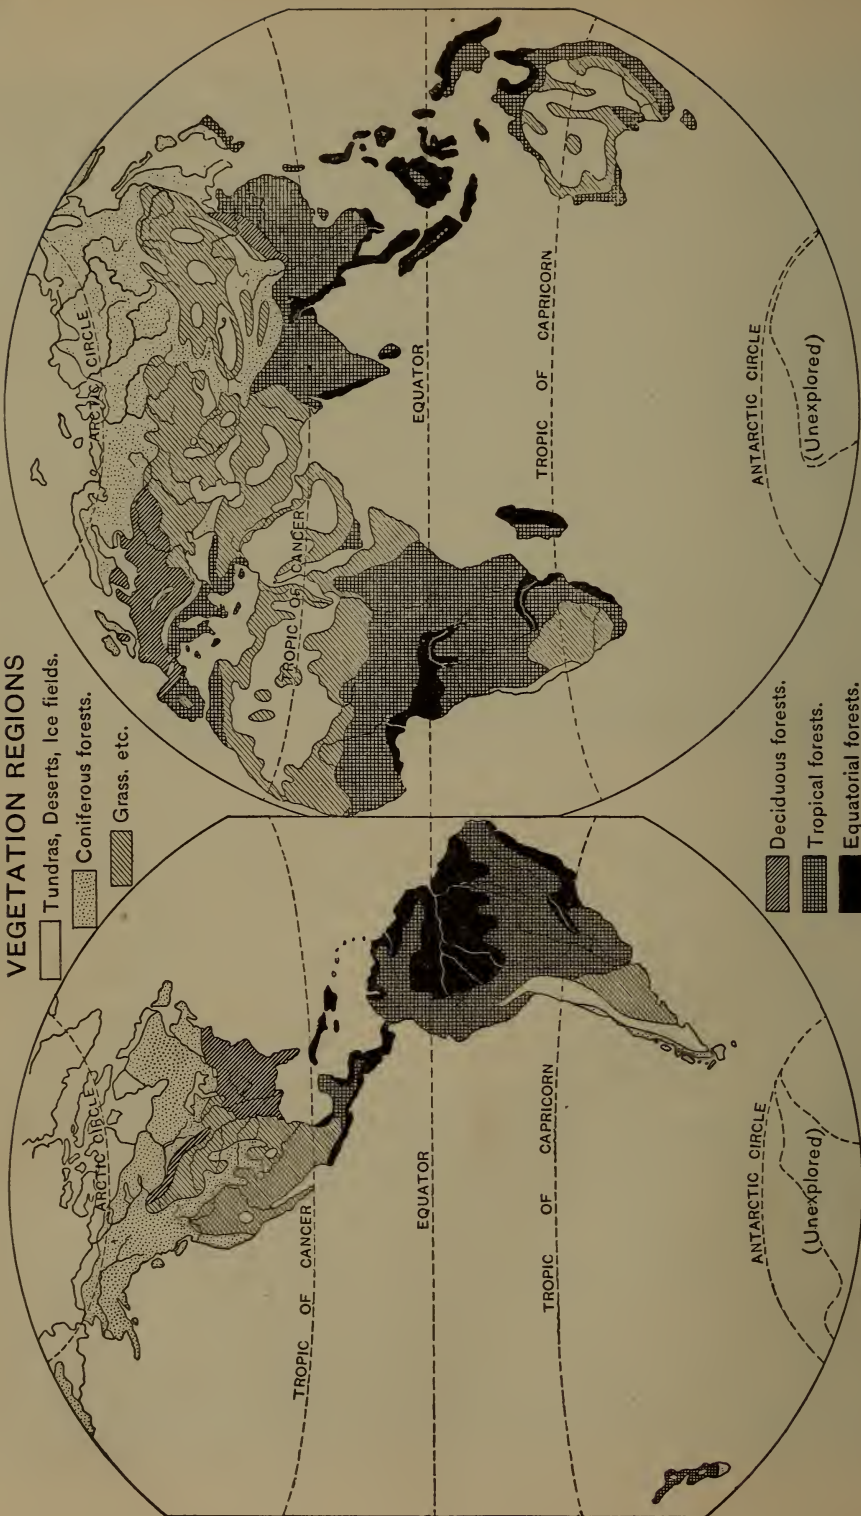 VEGETATION REGIONS
Tundras, Deserts, Ice fields.
Coniferous forests.
Grass. etc.
ARCTIC CIRCLE
TROPIC OF CANCER
EQUATOR
TROPIC OF CAPRICORN
ANTARCTIC CIRCLE
(Unexplored)
ARCTIC CIRCLE
TROPIC OF CANCER
EQUATOR
TROPIC OF CAPRICORN
ANTARCTIC CIRCLE
(Unexplored)
Deciduous forests.
Tropical forests.
Equatorial forests.